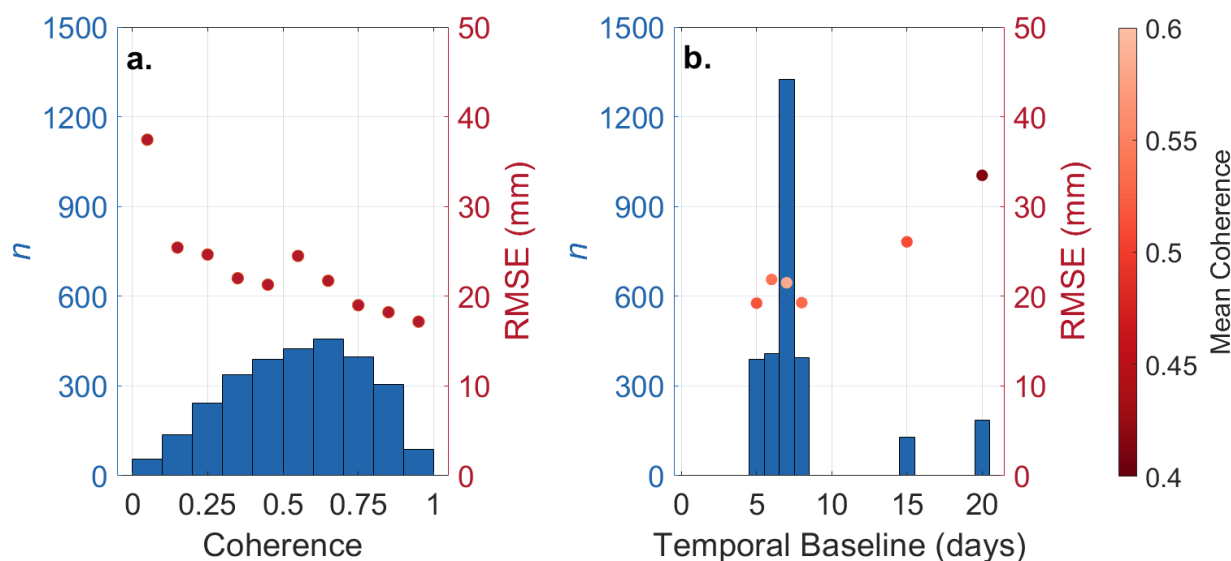 a.
1500
1200
900
600
300
0
n
50
40
30
20
10
0
RMSE (mm)
0 0.25 0.5 0.75 1
Coherence
b.
1500
1200
900
600
300
0
n
50
40
30
20
10
0
RMSE (mm)
0 5 10 15 20
Temporal Baseline (days)
0.6
0.55
0.5
0.45
0.4
Mean Coherence